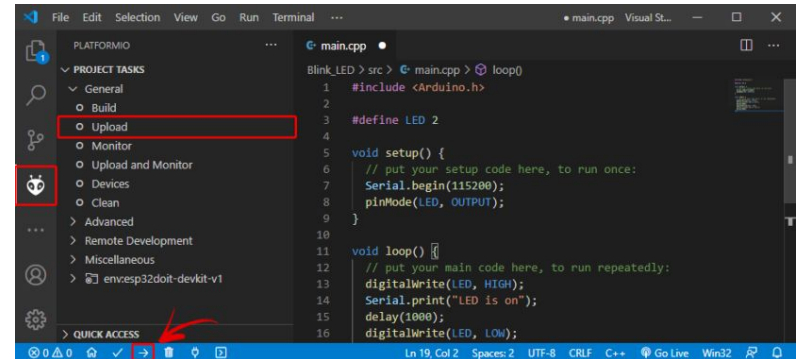 File Edit Selection View Go Run Terminal ··· ● main.cpp Visual St...
PLATFORMIO ···
PROJECT TASKS
General
Build
Upload
Monitor
Upload and Monitor
Devices
Clean
Advanced
Remote Development
Miscellaneous
env:esp32doit-devkit-v1
QUICK ACCESS
main.cpp ●
Blink_LED > src > main.cpp > loop()
1 #include <Arduino.h>
2
3 #define LED 2
4
5 void setup() {
6 // put your setup code here, to run once:
7 Serial.begin(115200);
8 pinMode(LED, OUTPUT);
9 }
10
11 void loop() {
12 // put your main code here, to run repeatedly:
13 digitalWrite(LED, HIGH);
14 Serial.print("LED is on");
15 delay(1000);
16 digitalWrite(LED, LOW);
0 0 Ln 19, Col 2 Spaces: 2 UTF-8 CRLF C++ Go Live Win32